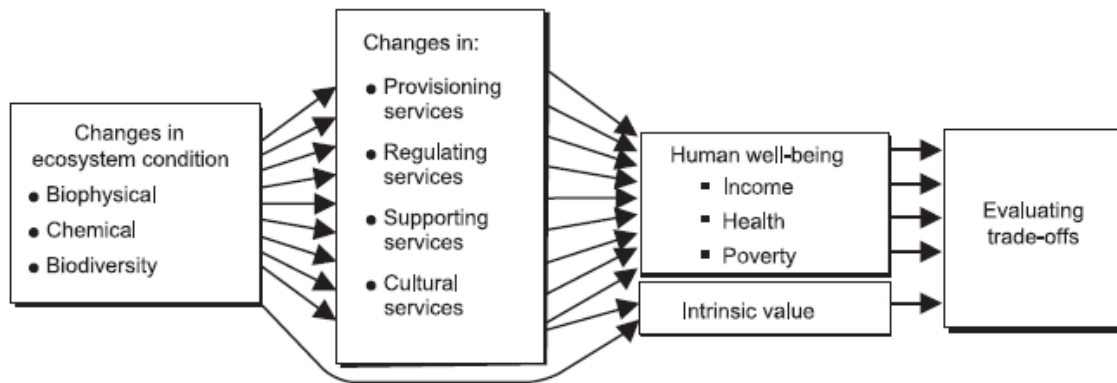 Changes in
ecosystem condition
● Biophysical
● Chemical
● Biodiversity
Changes in:
● Provisioning
services
● Regulating
services
● Supporting
services
● Cultural
services
Human well-being
▪ Income
▪ Health
▪ Poverty
Intrinsic value
Evaluating
trade-offs